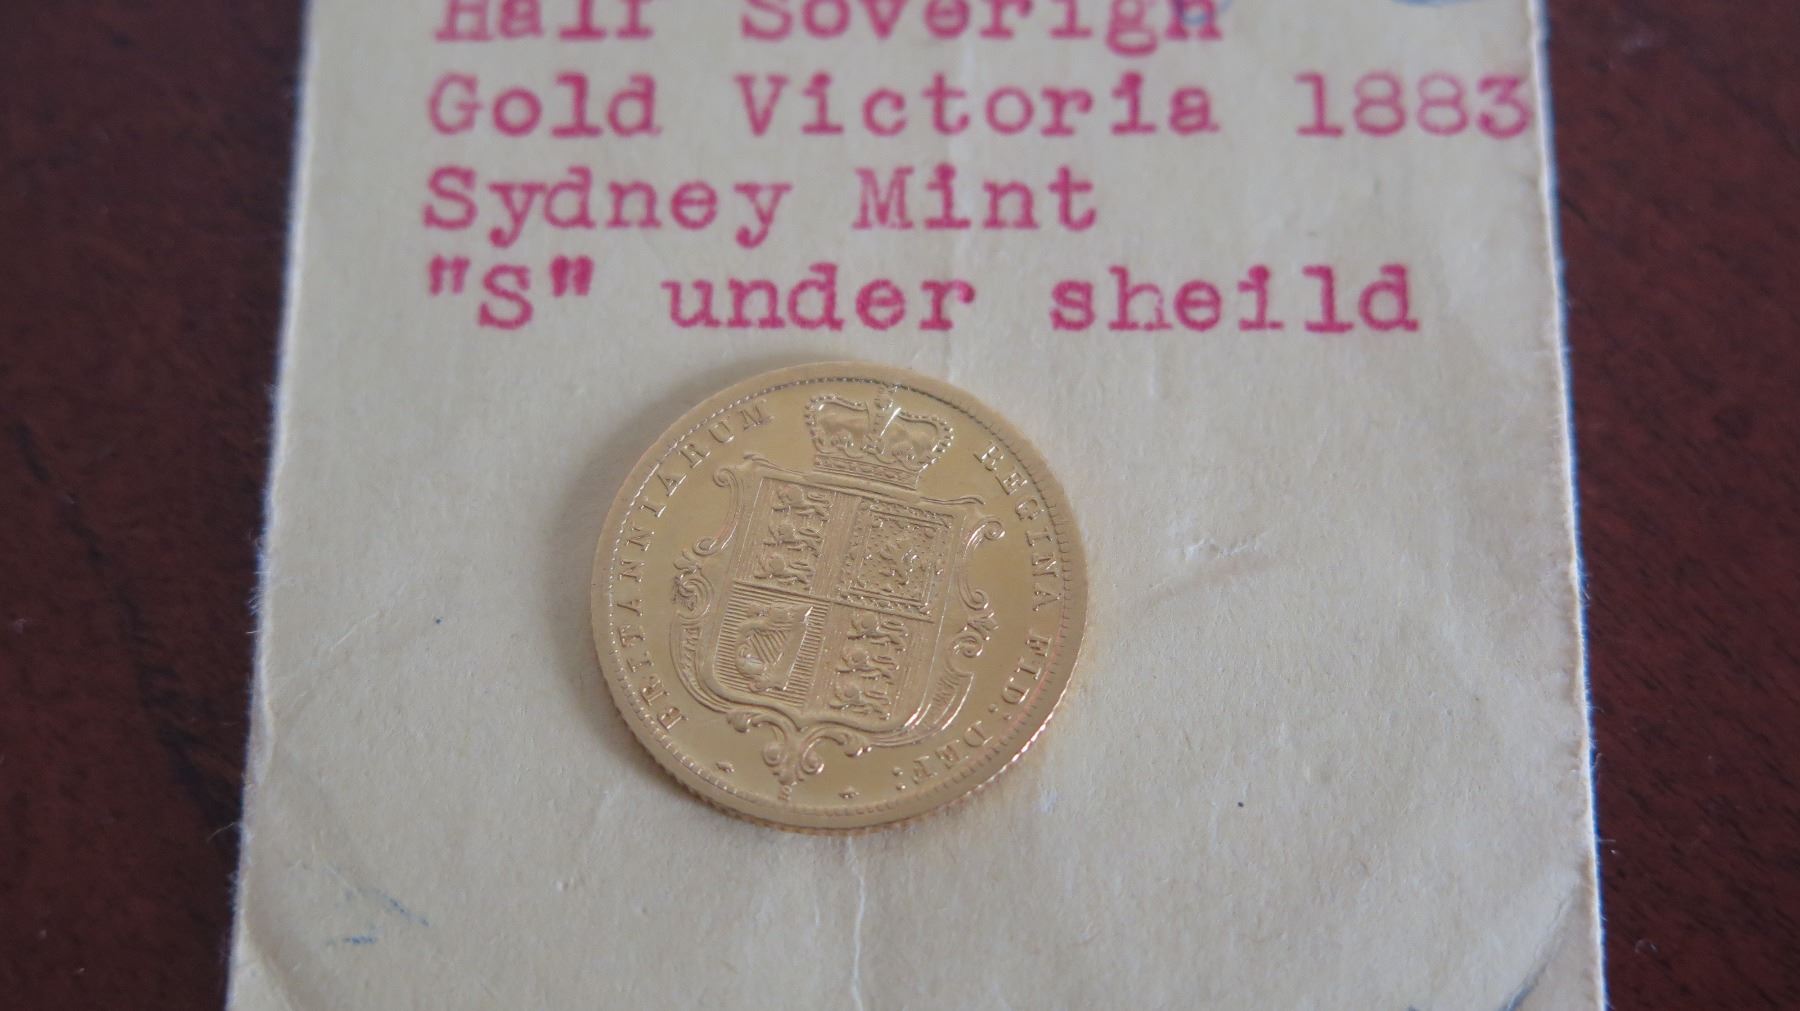 Half Soverign
Gold Victoria 1883
Sydney Mint
"S" under sheild
BRITANNIARUM REGINA FID: DEF: